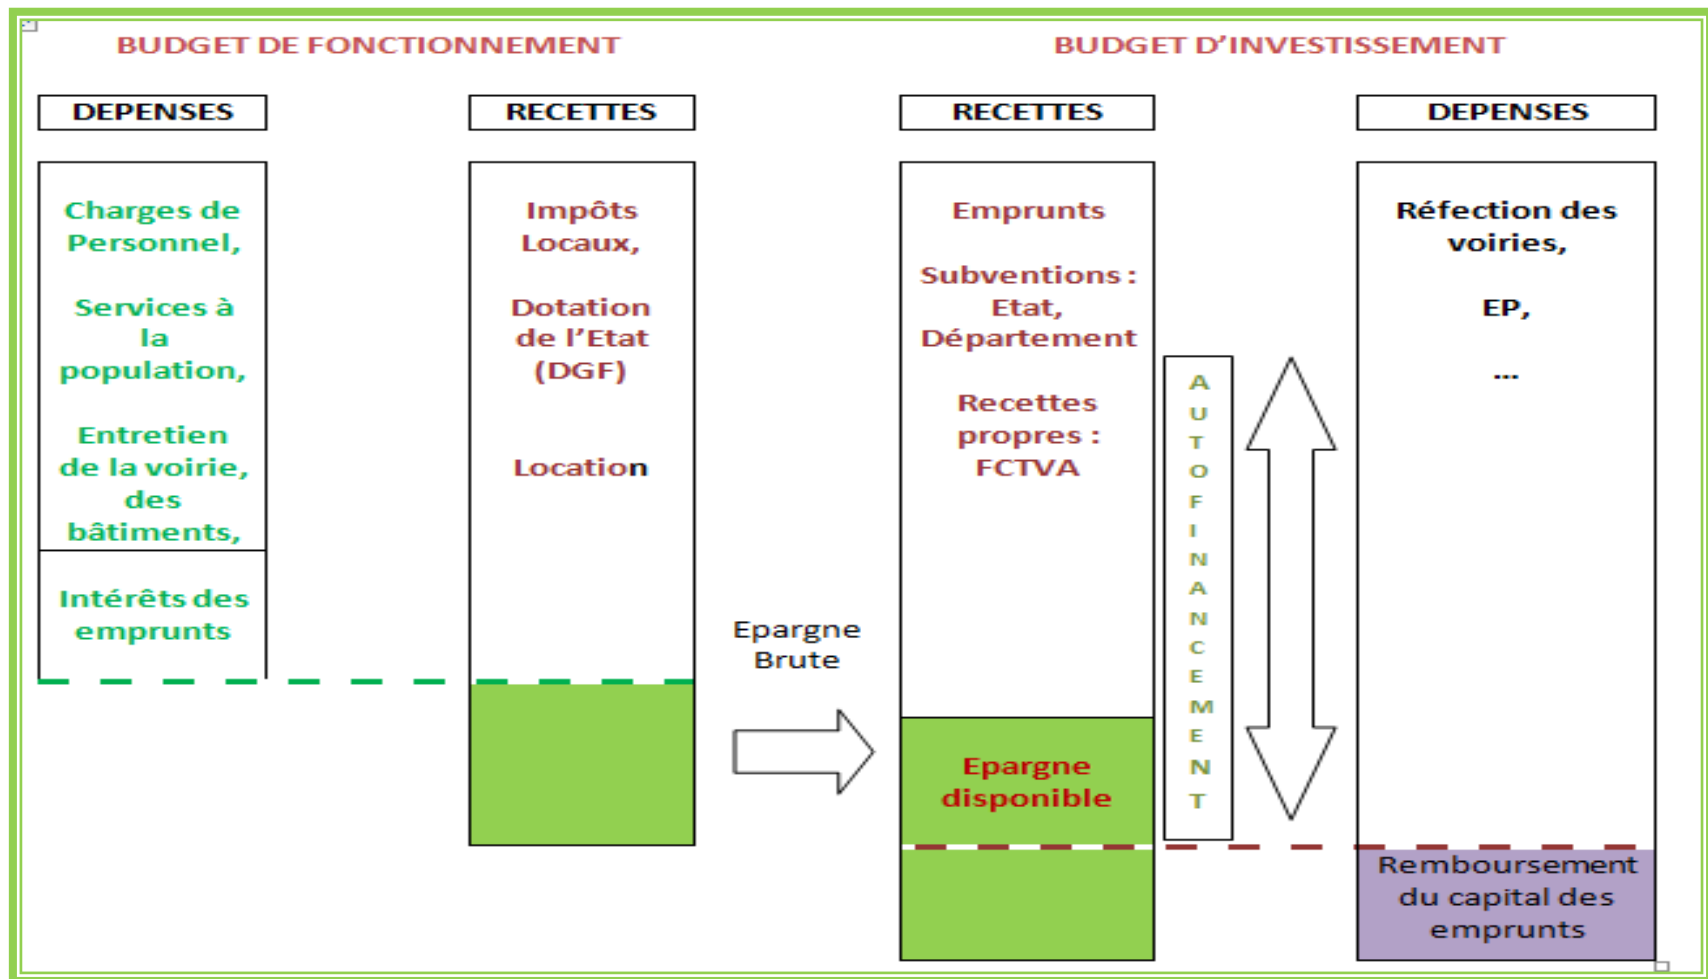 BUDGET DE FONCTIONNEMENT
BUDGET D’INVESTISSEMENT
DEPENSES
RECETTES
RECETTES
DEPENSES
Charges de
Personnel,
Services à
la
population,
Entretien
de la voirie,
des
bâtiments,
Intérêts des
emprunts
Impôts
Locaux,
Dotation
de l’Etat
(DGF)
Location
Epargne
Brute
Emprunts
Subventions :
Etat,
Département
Recettes
propres :
FCTVA
Epargne
disponible
A
U
T
O
F
I
N
A
N
C
E
M
E
N
T
Réfection des
voiries,
EP,
...
Remboursement
du capital des
emprunts